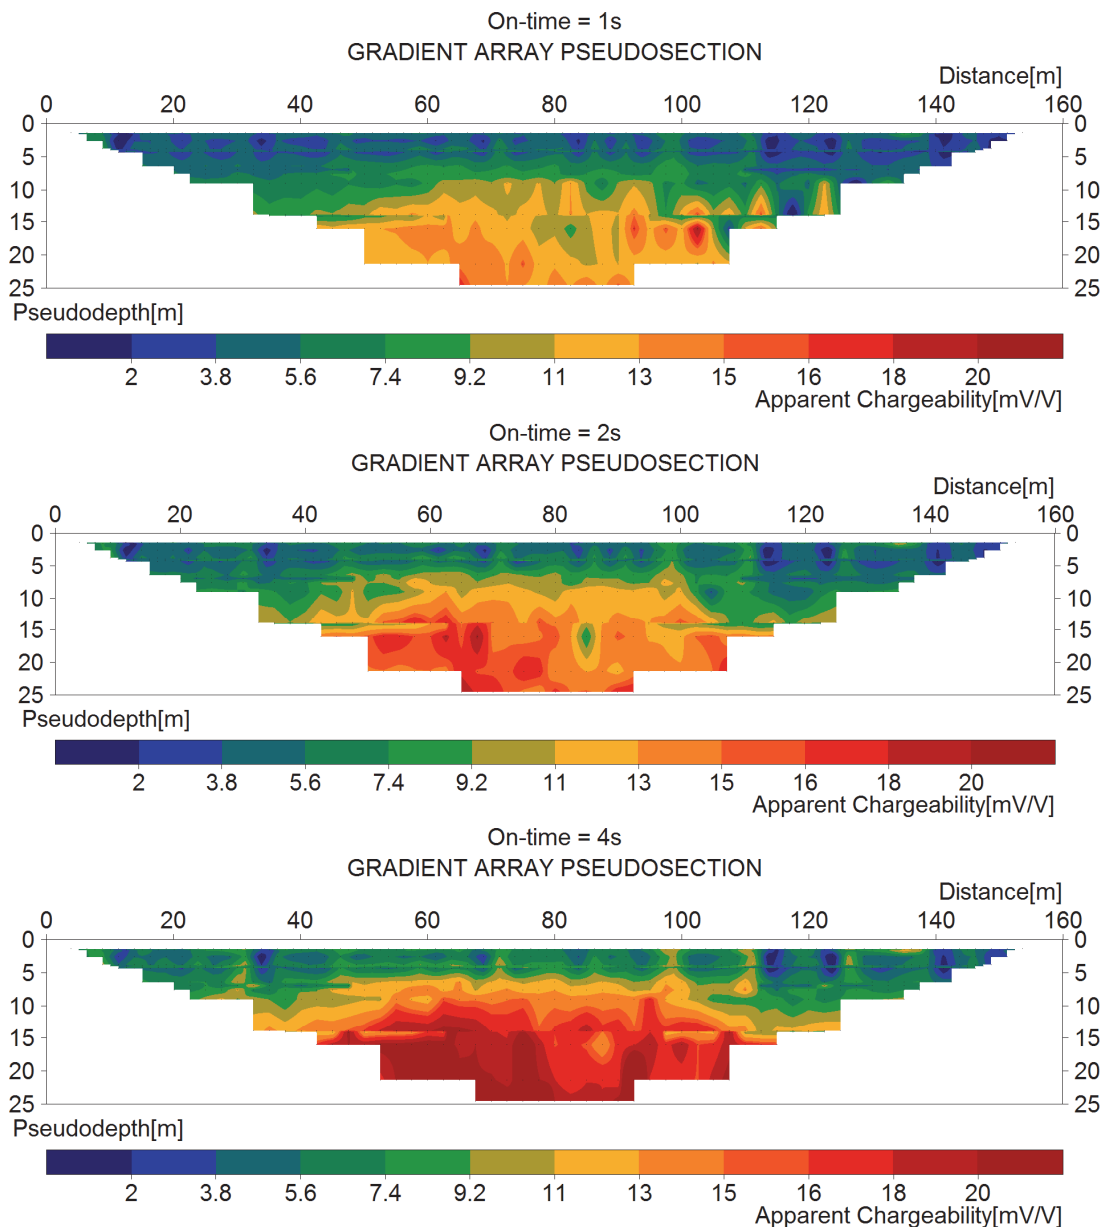 On-time = 1s
GRADIENT ARRAY PSEUDOSECTION
Distance[m]
0 20 40 60 80 100 120 140 160
0 0
5 5
10 10
15 15
20 20
25 25
Pseudodepth[m]
2 3.8 5.6 7.4 9.2 11 13 15 16 18 20
Apparent Chargeability[mV/V]
On-time = 2s
GRADIENT ARRAY PSEUDOSECTION
Distance[m]
0 20 40 60 80 100 120 140 160
0 0
5 5
10 10
15 15
20 20
25 25
Pseudodepth[m]
2 3.8 5.6 7.4 9.2 11 13 15 16 18 20
Apparent Chargeability[mV/V]
On-time = 4s
GRADIENT ARRAY PSEUDOSECTION
Distance[m]
0 20 40 60 80 100 120 140 160
0 0
5 5
10 10
15 15
20 20
25 25
Pseudodepth[m]
2 3.8 5.6 7.4 9.2 11 13 15 16 18 20
Apparent Chargeability[mV/V]